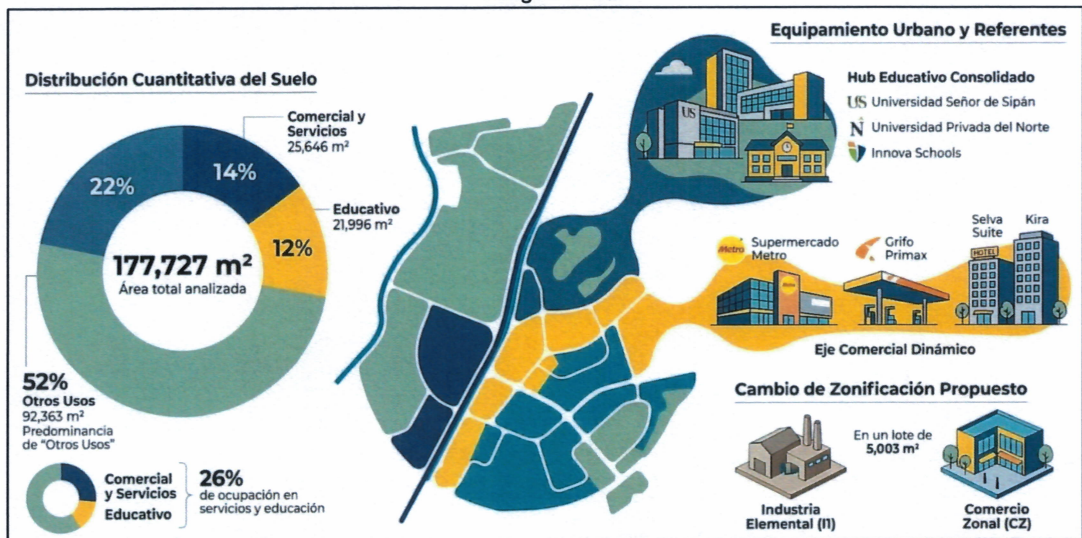 Equipamiento Urbano y Referentes
Distribución Cuantitativa del Suelo
Comercial y
Servicios
25,646 m²
14%
22%
Educativo
21,996 m²
12%
177,727 m²
Área total analizada
52%
Otros Usos
92,363 m²
Predominancia
de "Otros Usos"
Comercial
y Servicios
Educativo
26%
de ocupación en
servicios y educación
US
Hub Educativo Consolidado
US Universidad Señor de Sipán
N Universidad Privada del Norte
Innova Schools
Metro
Supermercado
Metro
Grifo
Primax
Selva
Suite
Kira
HOTEL
Eje Comercial Dinámico
Cambio de Zonificación Propuesto
En un lote de
5,003 m²
Industria
Elemental (I1)
Comercio
Zonal (CZ)